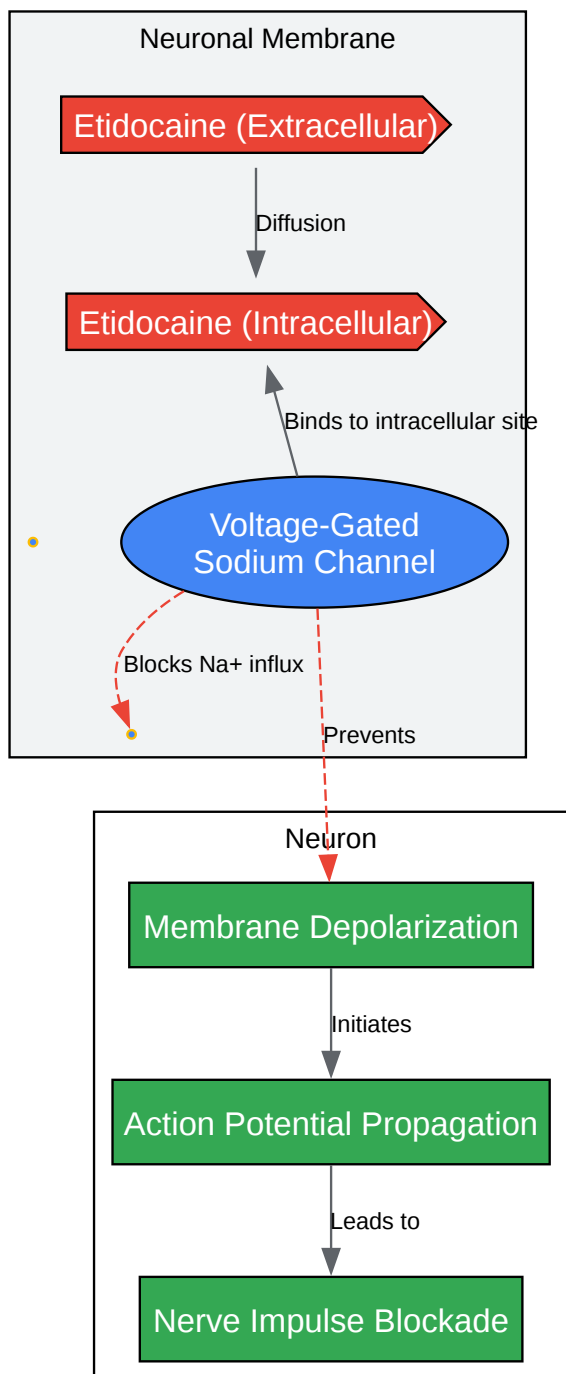 Neuronal Membrane
Etidocaine (Extracellular)
Diffusion
Etidocaine (Intracellular)
Binds to intracellular site
Voltage-Gated
Sodium Channel
Blocks Na+ influx
Prevents
Neuron
Membrane Depolarization
Initiates
Action Potential Propagation
Leads to
Nerve Impulse Blockade